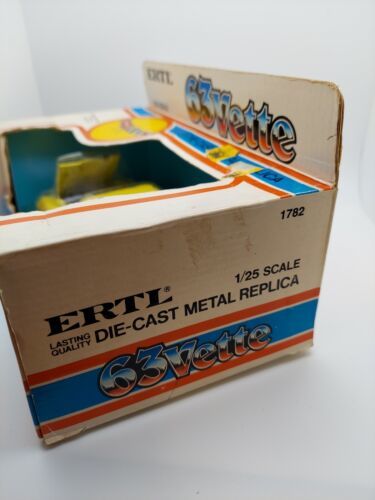 ERTL
63Vette
1782
1/25 SCALE
ERTL®
LASTING
QUALITY
DIE-CAST METAL REPLICA
63Vette